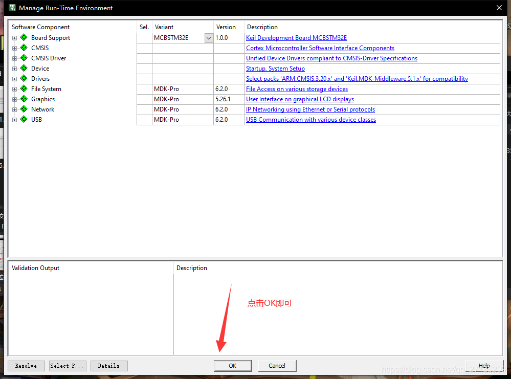 Manage Run-Time Environment
Software Component Sel. Variant Version Description
Board Support MCBSTM32E 1.0.0 Keil Development Board MCBSTM32E
CMSIS Cortex Microcontroller Software Interface Components
CMSIS Driver Unified Device Drivers compliant to CMSIS-Driver Specifications
Device Startup, System Setup
Drivers Select packs 'ARM.CMSIS.3.20.x' and 'Keil.MDK-Middleware.5.1.x' for compatibility
File System MDK-Pro 6.2.0 File Access on various storage devices
Graphics MDK-Pro 5.26.1 User Interface on graphical LCD displays
Network MDK-Pro 6.2.0 IP Networking using Ethernet or Serial protocols
USB MDK-Pro 6.2.0 USB Communication with various device classes
Validation Output Description
点击OK即可
Resolve Select P... Details OK Cancel Help